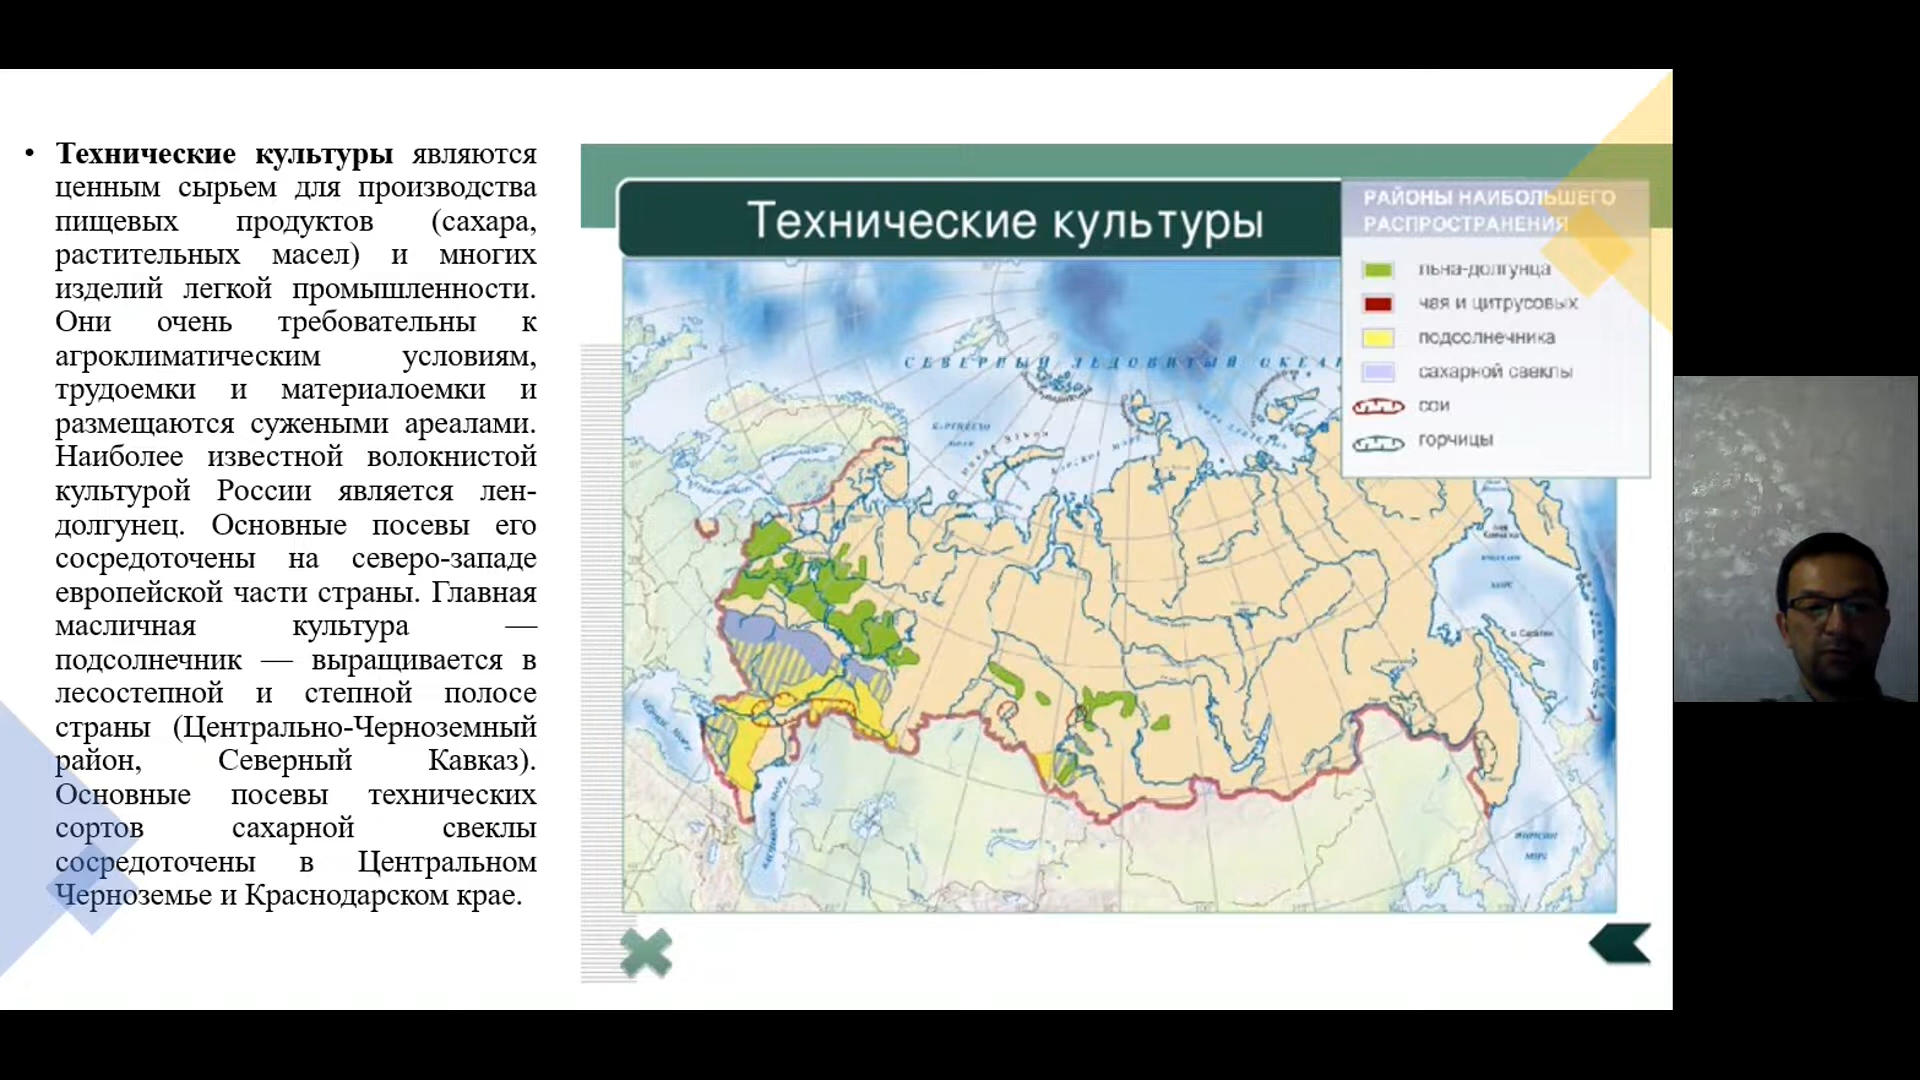 • Технические культуры являются
ценным сырьем для производства
пищевых продуктов (сахара,
растительных масел) и многих
изделий легкой промышленности.
Они очень требовательны к
агроклиматическим условиям,
трудоемки и материалоемки и
размещаются сужеными ареалами.
Наиболее известной волокнистой
культурой России является лен-
долгунец. Основные посевы его
сосредоточены на северо-западе
европейской части страны. Главная
масличная культура —
подсолнечник — выращивается в
лесостепной и степной полосе
страны (Центрально-Черноземный
район, Северный Кавказ).
Основные посевы технических
сортов сахарной свеклы
сосредоточены в Центральном
Черноземье и Краснодарском крае.
Технические культуры
РАЙОНЫ НАИБОЛЬШЕГО
РАСПРОСТРАНЕНИЯ
льна-долгунца
чая и цитрусовых
подсолнечника
сахарной свеклы
сои
горчицы
СЕВЕРНЫЙ ЛЕДОВИТЫЙ ОКЕАН